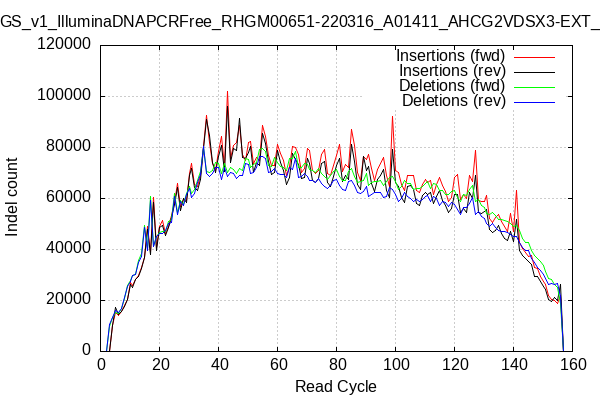 GS_v1_IlluminaDNAPCRFree_RHGM00651-220316_A01411_AHCG2VDSX3-EXT_
Insertions (fwd)
Insertions (rev)
Deletions (fwd)
Deletions (rev)
Indel count
120000
100000
80000
60000
40000
20000
0
0 20 40 60 80 100 120 140 160
Read Cycle